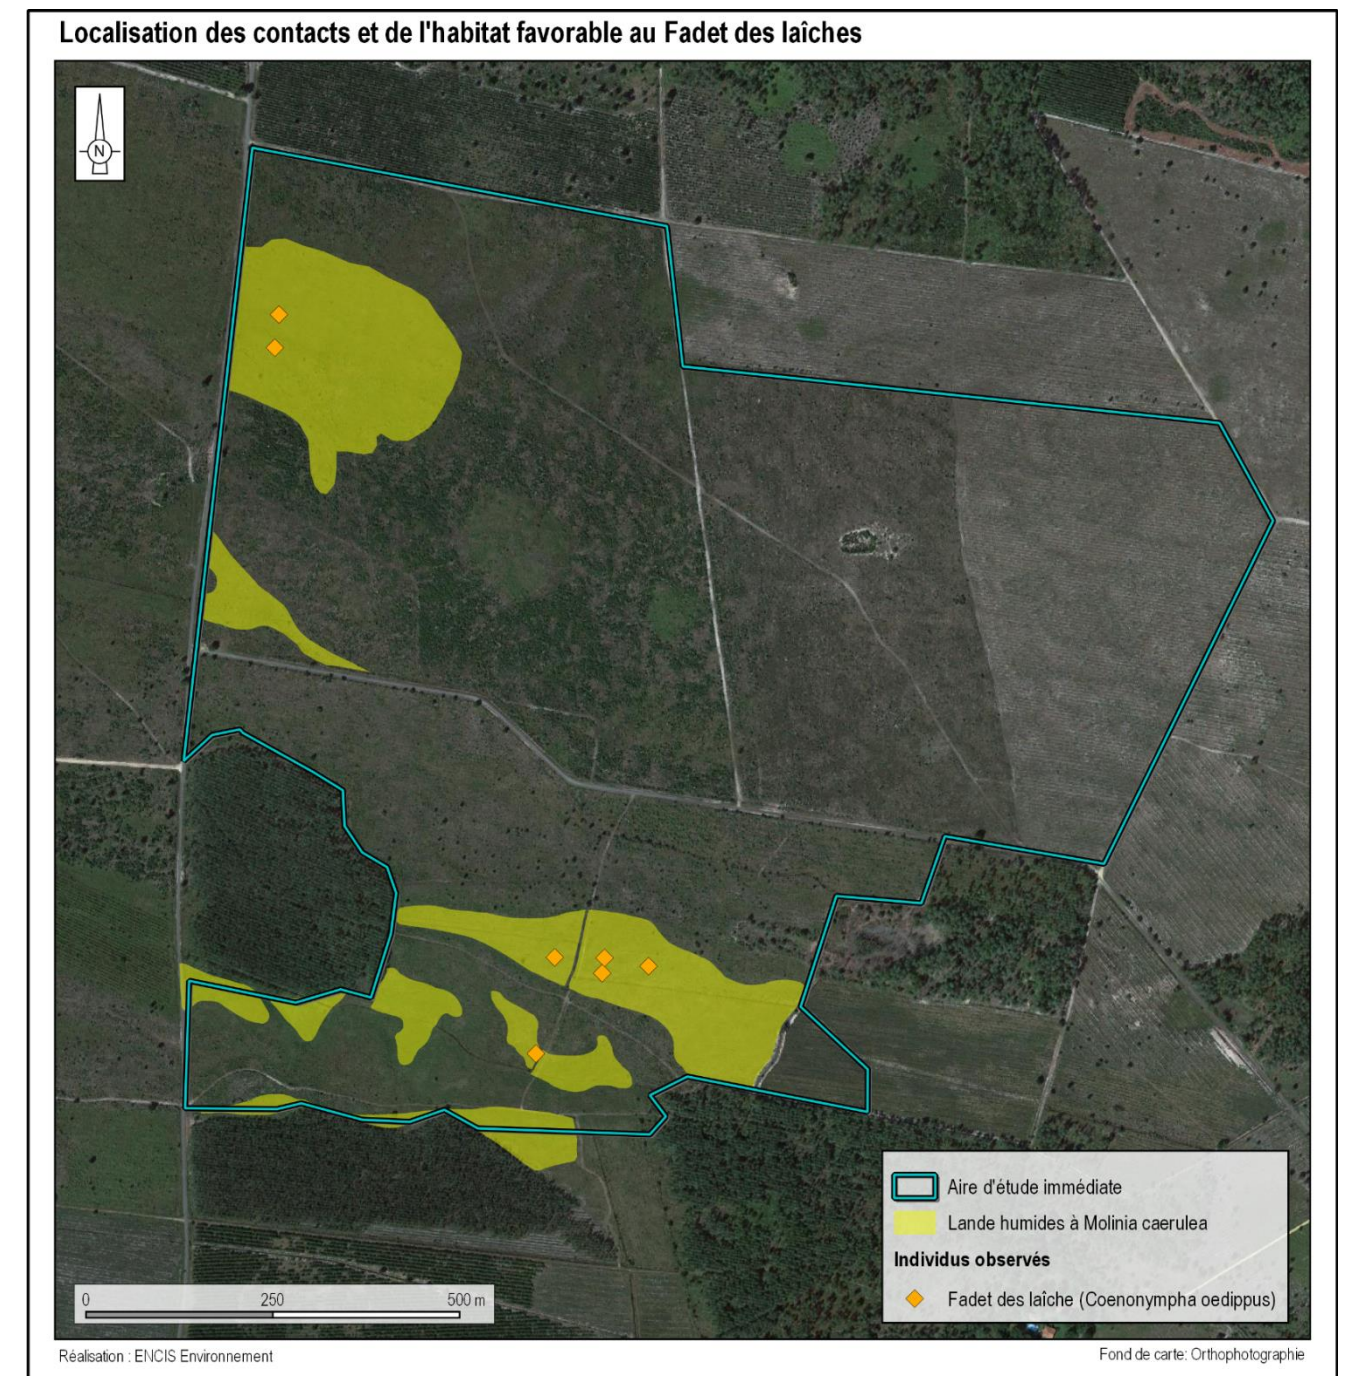 Localisation des contacts et de l'habitat favorable au Fadet des laîches
N
Aire d'étude immédiate
Lande humides à Molinia caerulea
Individus observés
Fadet des laîche (Coenonympha oedippus)
0 250 500 m
Réalisation : ENCIS Environnement
Fond de carte: Orthophotographie